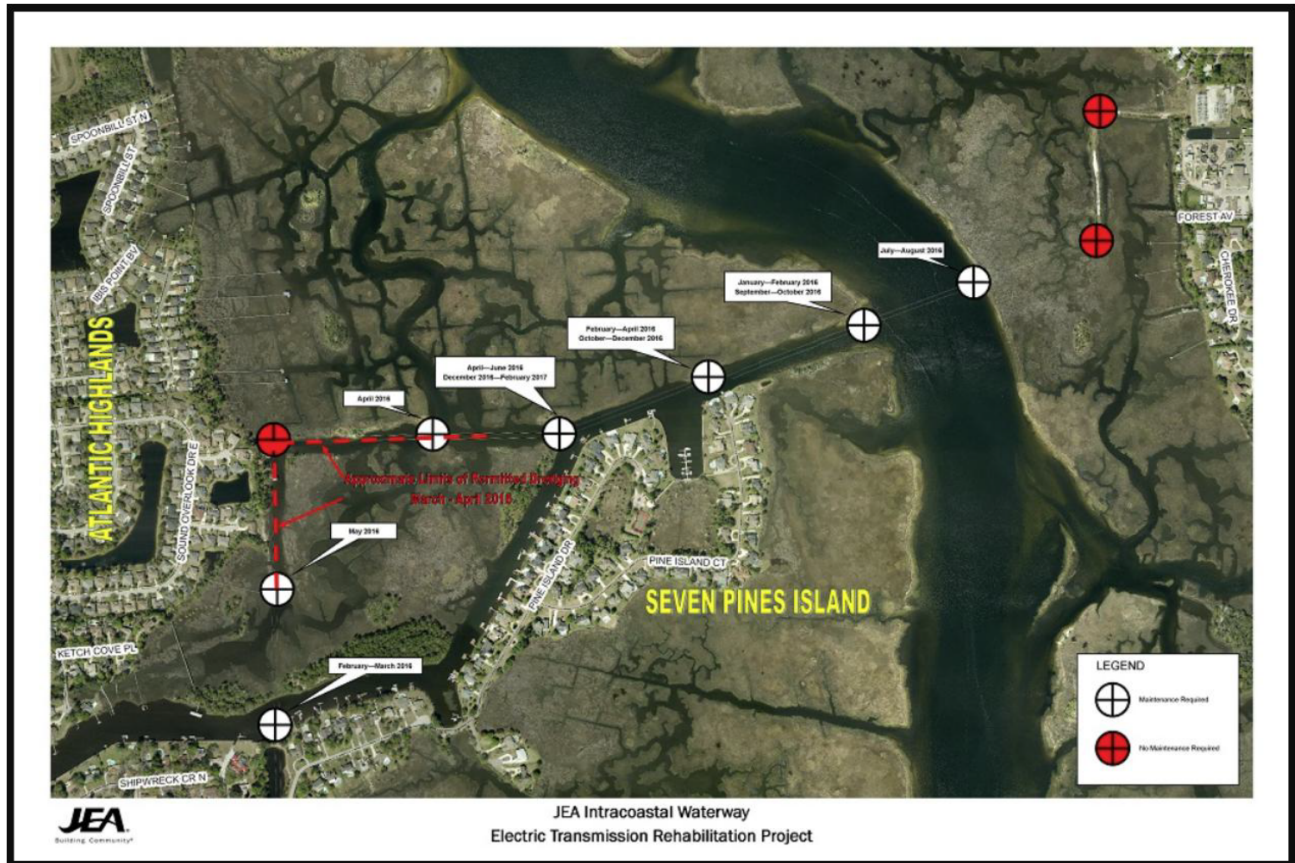 SPOONBILL ST N
SPOONBILL ST
IBIS POINT BV
ATLANTIC HIGHLANDS
SOUND OVERLOOK DR E
KETCH COVE PL
SHIPWRECK CR N
FOREST AV
CHEROKEE DR
July—August 2016
January—February 2016
September—October 2016
February—April 2016
October—December 2016
April—June 2016
December 2016—February 2017
April 2016
Approximate Limits of Permitted Dredging
March - April 2016
May 2016
February—March 2016
PINE ISLAND DR
PINE ISLAND CT
SEVEN PINES ISLAND
LEGEND
Maintenance Required
No Maintenance Required
JEA
Building Community®
JEA Intracoastal Waterway
Electric Transmission Rehabilitation Project